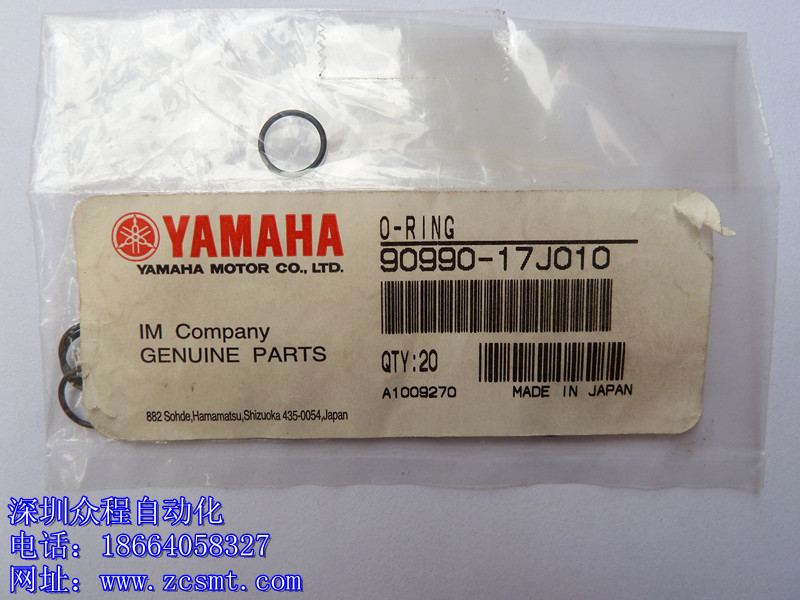 YAMAHA
YAMAHA MOTOR CO., LTD.
IM Company
GENUINE PARTS
882 Sohde,Hamamatsu,Shizuoka 435-0054,Japan
O-RING
90990-17J010
QTY:20
A1009270 MADE IN JAPAN
深圳众程自动化
电话：18664058327
网址：www.zcsmt.com